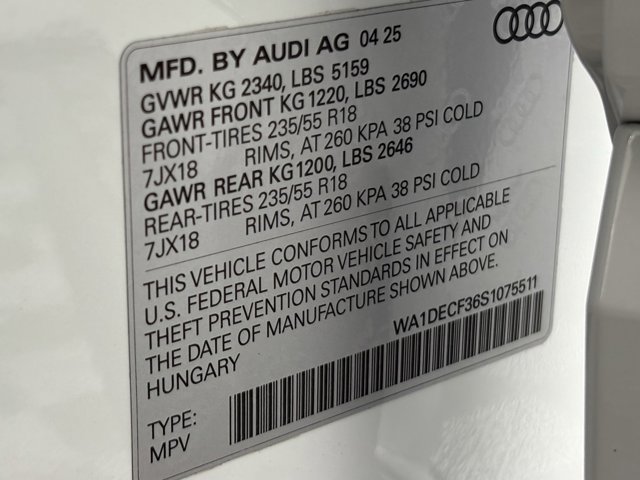 MFD. BY AUDI AG 04 25
GVWR KG 2340, LBS 5159
GAWR FRONT KG 1220, LBS 2690
FRONT-TIRES 235/55 R18
7JX18 RIMS, AT 260 KPA 38 PSI COLD
GAWR REAR KG1200, LBS 2646
REAR-TIRES 235/55 R18
7JX18 RIMS, AT 260 KPA 38 PSI COLD
THIS VEHICLE CONFORMS TO ALL APPLICABLE
U.S. FEDERAL MOTOR VEHICLE SAFETY AND
THEFT PREVENTION STANDARDS IN EFFECT ON
THE DATE OF MANUFACTURE SHOWN ABOVE.
HUNGARY
WA1DECF36S1075511
TYPE:
MPV